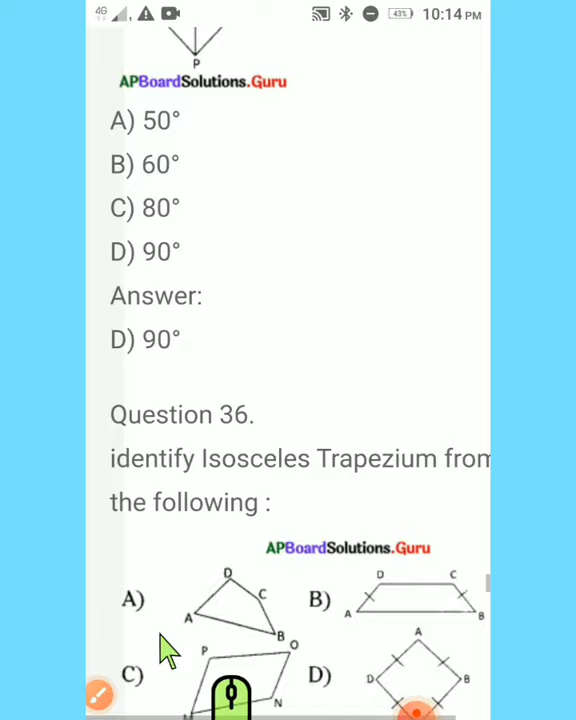 4G 43% 10:14 PM
P
APBoardSolutions.Guru
A) 50°
B) 60°
C) 80°
D) 90°
Answer:
D) 90°
Question 36.
identify Isosceles Trapezium from
the following :
APBoardSolutions.Guru
A) D C A B
B) D C A B
C) P O M N
D) A D B